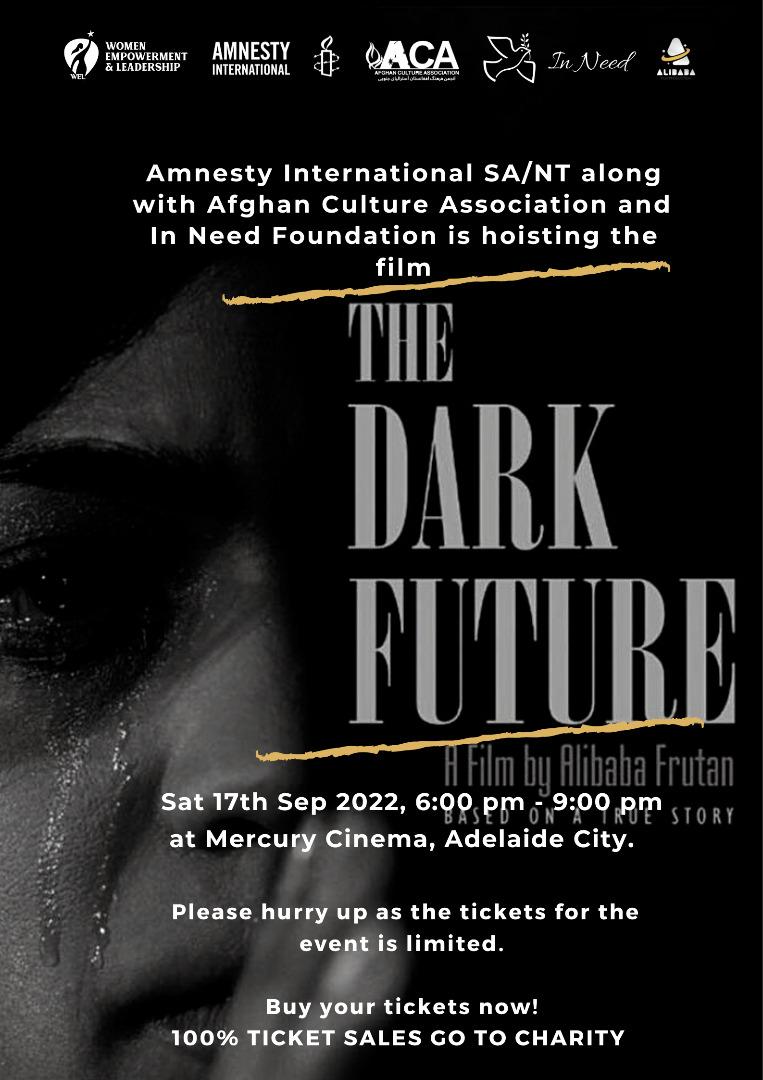 WOMEN
EMPOWERMENT
& LEADERSHIP
WEL
AMNESTY
INTERNATIONAL
ACA
AFGHAN CULTURE ASSOCIATION
In Need
ALIBABA
Amnesty International SA/NT along
with Afghan Culture Association and
In Need Foundation is hoisting the
film
THE
DARK
FUTURE
A Film by Alibaba Frutan
Sat 17th Sep 2022, 6:00 pm - 9:00 pm
BASED ON A TRUE STORY
at Mercury Cinema, Adelaide City.
Please hurry up as the tickets for the
event is limited.
Buy your tickets now!
100% TICKET SALES GO TO CHARITY